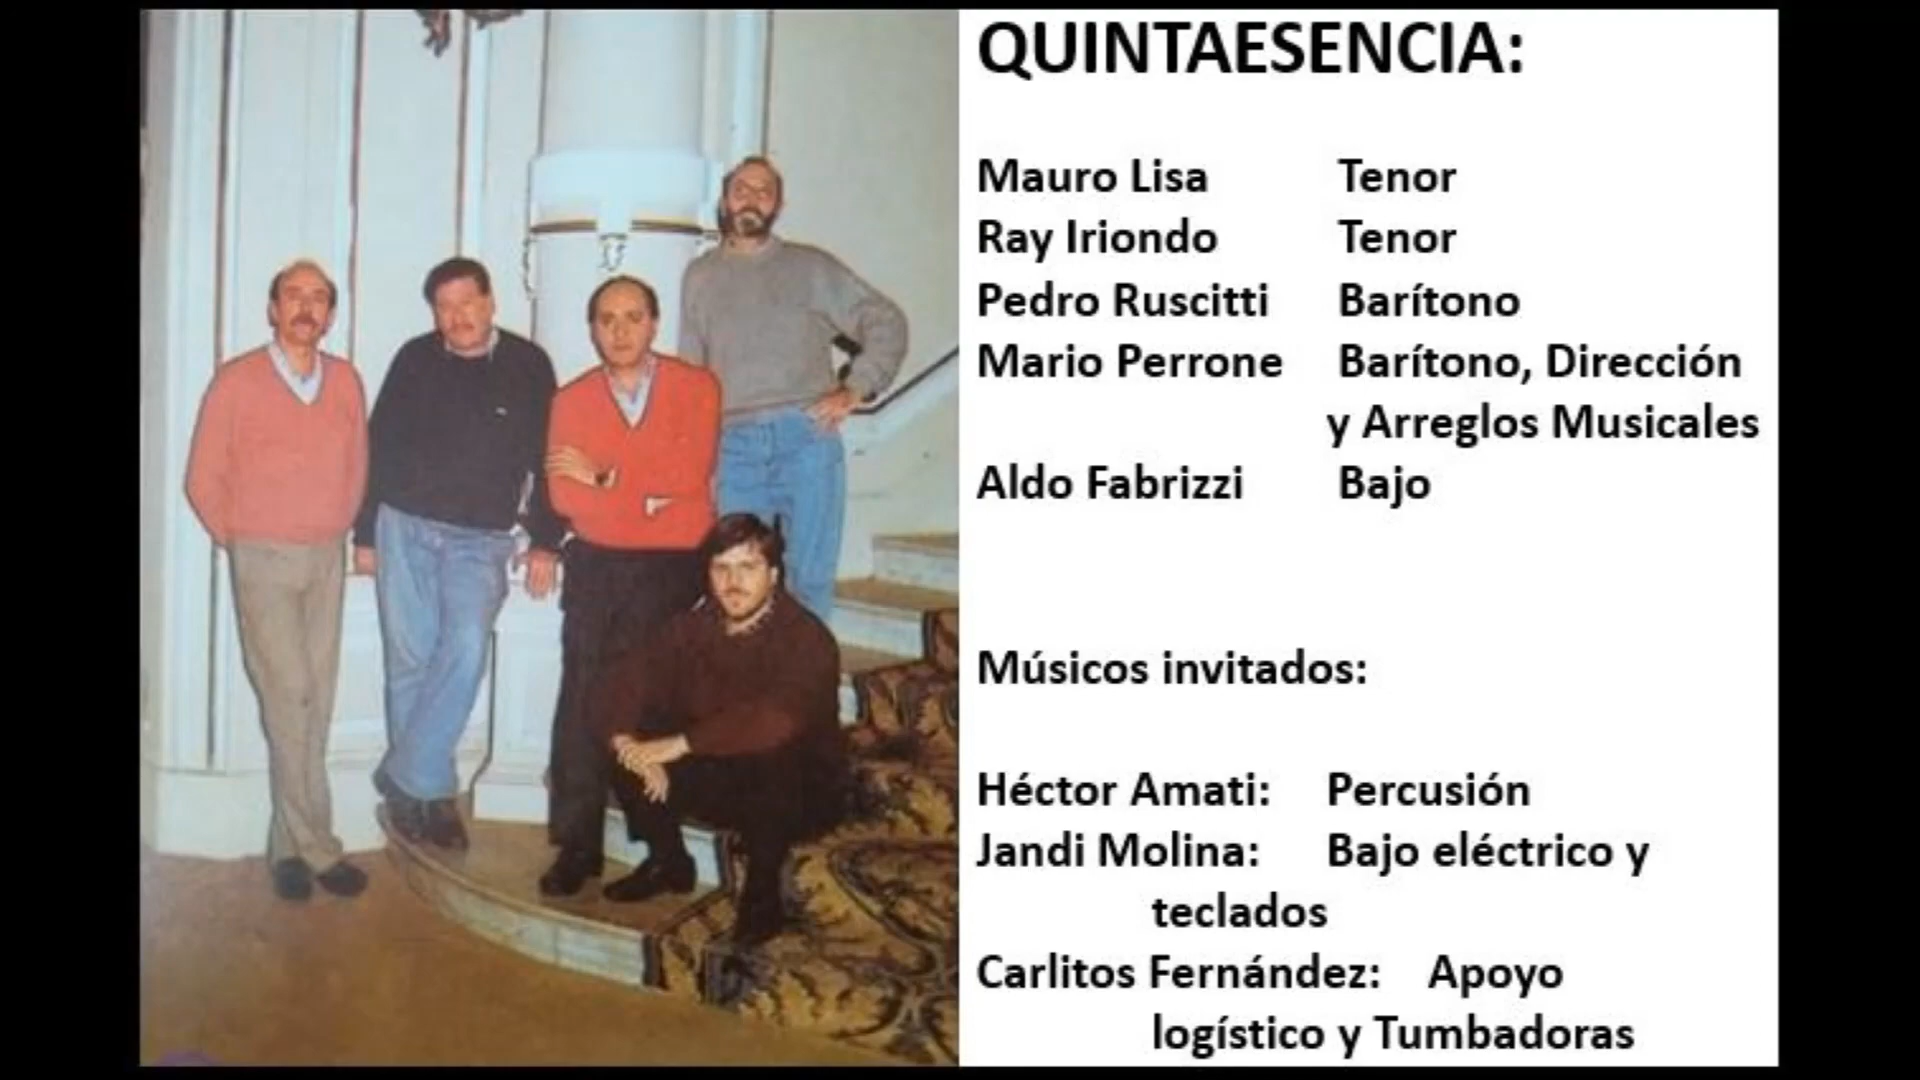 QUINTAESENCIA:
Mauro Lisa Tenor
Ray Iriondo Tenor
Pedro Ruscitti Barítono
Mario Perrone Barítono, Dirección
y Arreglos Musicales
Aldo Fabrizzi Bajo
Músicos invitados:
Héctor Amati: Percusión
Jandi Molina: Bajo eléctrico y
teclados
Carlitos Fernández: Apoyo
logístico y Tumbadoras